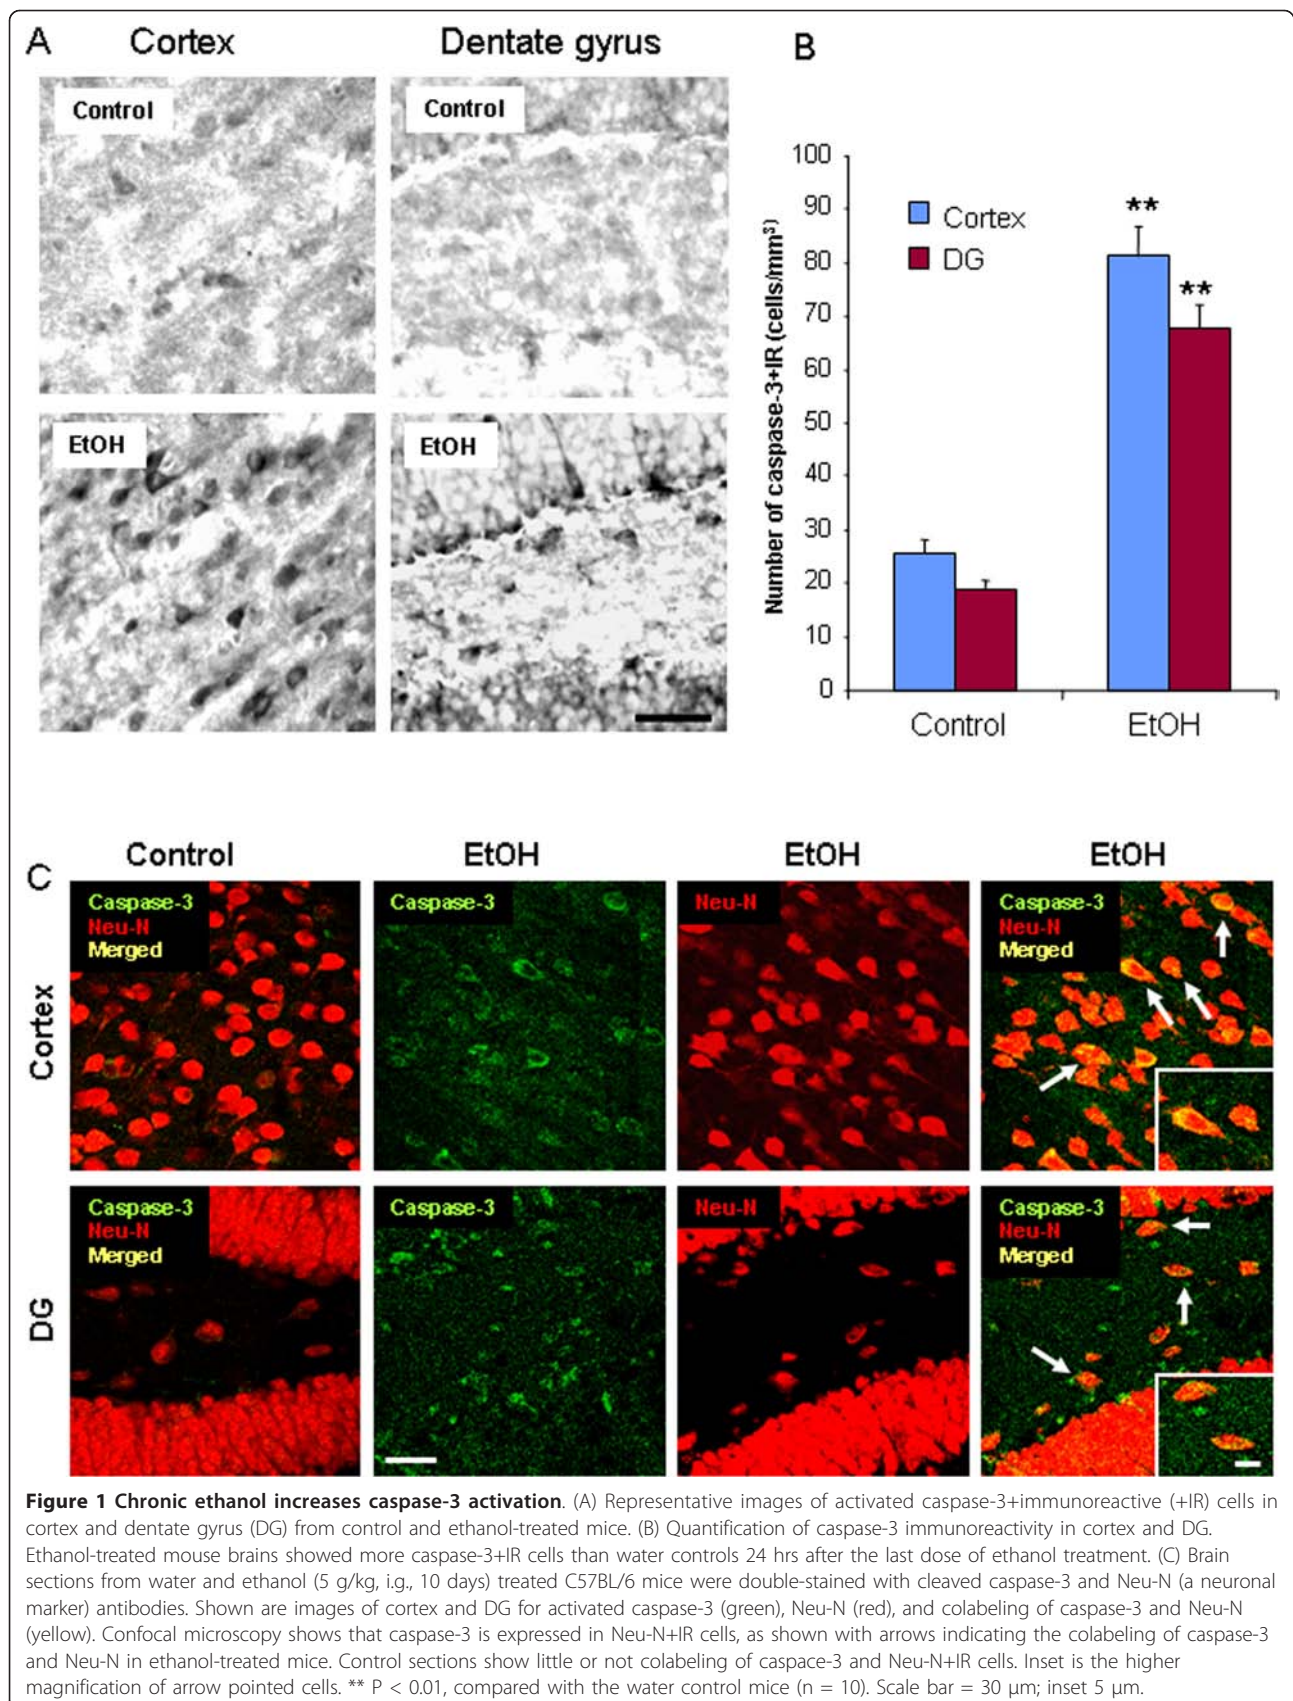 A
Cortex
Dentate gyrus
Control
Control
EtOH
EtOH
B
Number of caspase-3+IR (cells/mm³)
100
90
80
70
60
50
40
30
20
10
0
Cortex
DG
**
**
Control
EtOH
C
Control
EtOH
EtOH
EtOH
Cortex
Caspase-3
Neu-N
Merged
Caspase-3
Neu-N
Caspase-3
Neu-N
Merged
DG
Caspase-3
Neu-N
Merged
Caspase-3
Neu-N
Caspase-3
Neu-N
Merged
Figure 1 Chronic ethanol increases caspase-3 activation. (A) Representative images of activated caspase-3+immunoreactive (+IR) cells in
cortex and dentate gyrus (DG) from control and ethanol-treated mice. (B) Quantification of caspase-3 immunoreactivity in cortex and DG.
Ethanol-treated mouse brains showed more caspase-3+IR cells than water controls 24 hrs after the last dose of ethanol treatment. (C) Brain
sections from water and ethanol (5 g/kg, i.g., 10 days) treated C57BL/6 mice were double-stained with cleaved caspase-3 and Neu-N (a neuronal
marker) antibodies. Shown are images of cortex and DG for activated caspase-3 (green), Neu-N (red), and colabeling of caspase-3 and Neu-N
(yellow). Confocal microscopy shows that caspase-3 is expressed in Neu-N+IR cells, as shown with arrows indicating the colabeling of caspase-3
and Neu-N in ethanol-treated mice. Control sections show little or not colabeling of caspace-3 and Neu-N+IR cells. Inset is the higher
magnification of arrow pointed cells. ** P < 0.01, compared with the water control mice (n = 10). Scale bar = 30 μm; inset 5 μm.